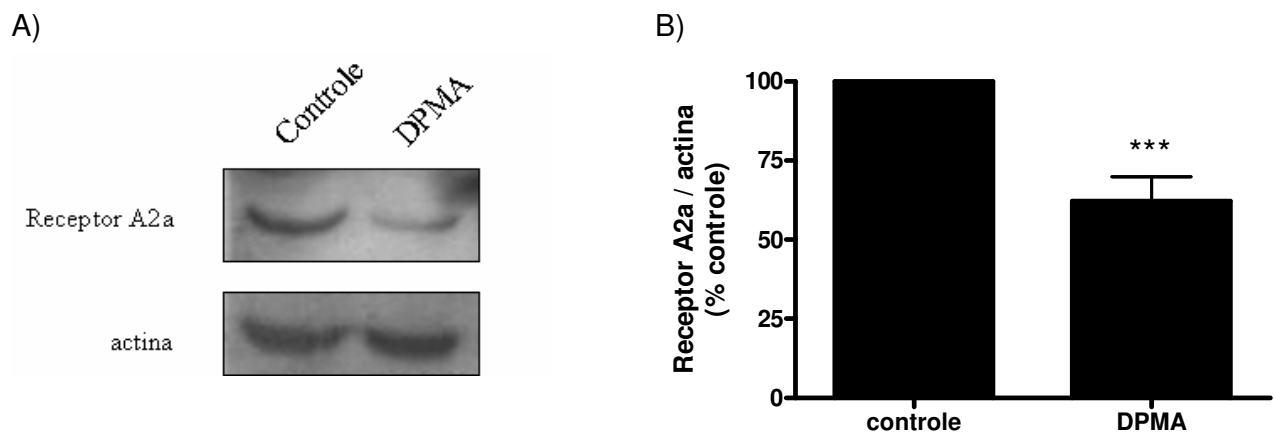 A)
Controle
DPMA
Receptor A2a
actina
B)
Receptor A2a / actina
(% controle)
100
75
50
25
0
***
controle
DPMA